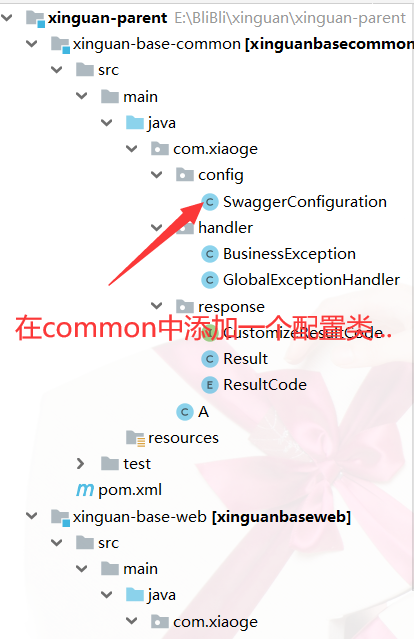 xinguan-parent E:\BliBli\xinguan\xinguan-parent
xinguan-base-common [xinguanbasecommon
src
main
java
com.xiaoge
config
SwaggerConfiguration
handler
BusinessException
GlobalExceptionHandler
response
在common中添加一个配置类..
CustomizeResultCode
Result
ResultCode
A
resources
test
pom.xml
xinguan-base-web [xinguanbaseweb]
src
main
java
com.xiaoge